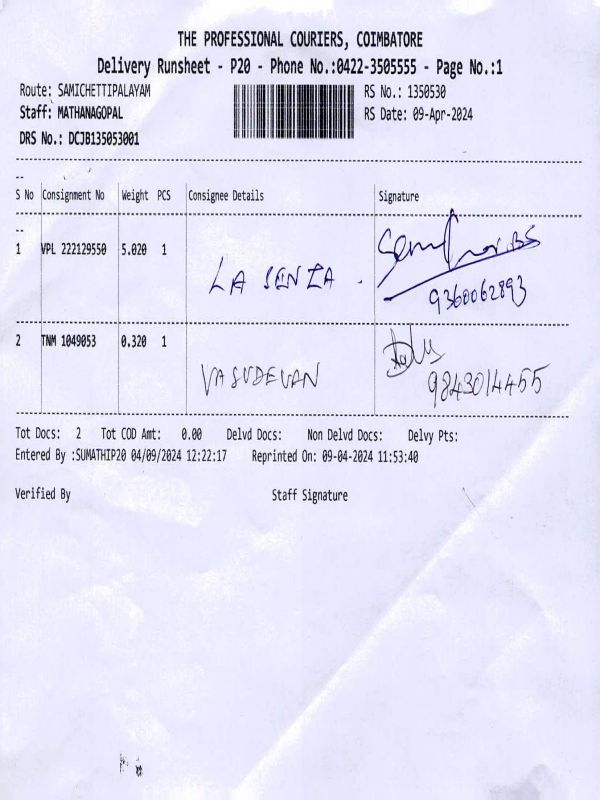 THE PROFESSIONAL COURIERS, COIMBATORE
Delivery Runsheet - P20 - Phone No.:0422-3505555 - Page No.:1
Route: SAMICHETTIPALAYAM RS No.: 1350530
Staff: MATHANAGOPAL RS Date: 09-Apr-2024
DRS No.: DCJB135053001
S No Consignment No Weight PCS Consignee Details Signature
1 VPL 222129550 5.020 1
LA SENZA .
9360062893
2 TNM 1049053 0.320 1
VASUDEVAN
9843014455
Tot Docs: 2 Tot COD Amt: 0.00 Delvd Docs: Non Delvd Docs: Delvy Pts:
Entered By :SUMATHIP20 04/09/2024 12:22:17 Reprinted On: 09-04-2024 11:53:40
Verified By Staff Signature